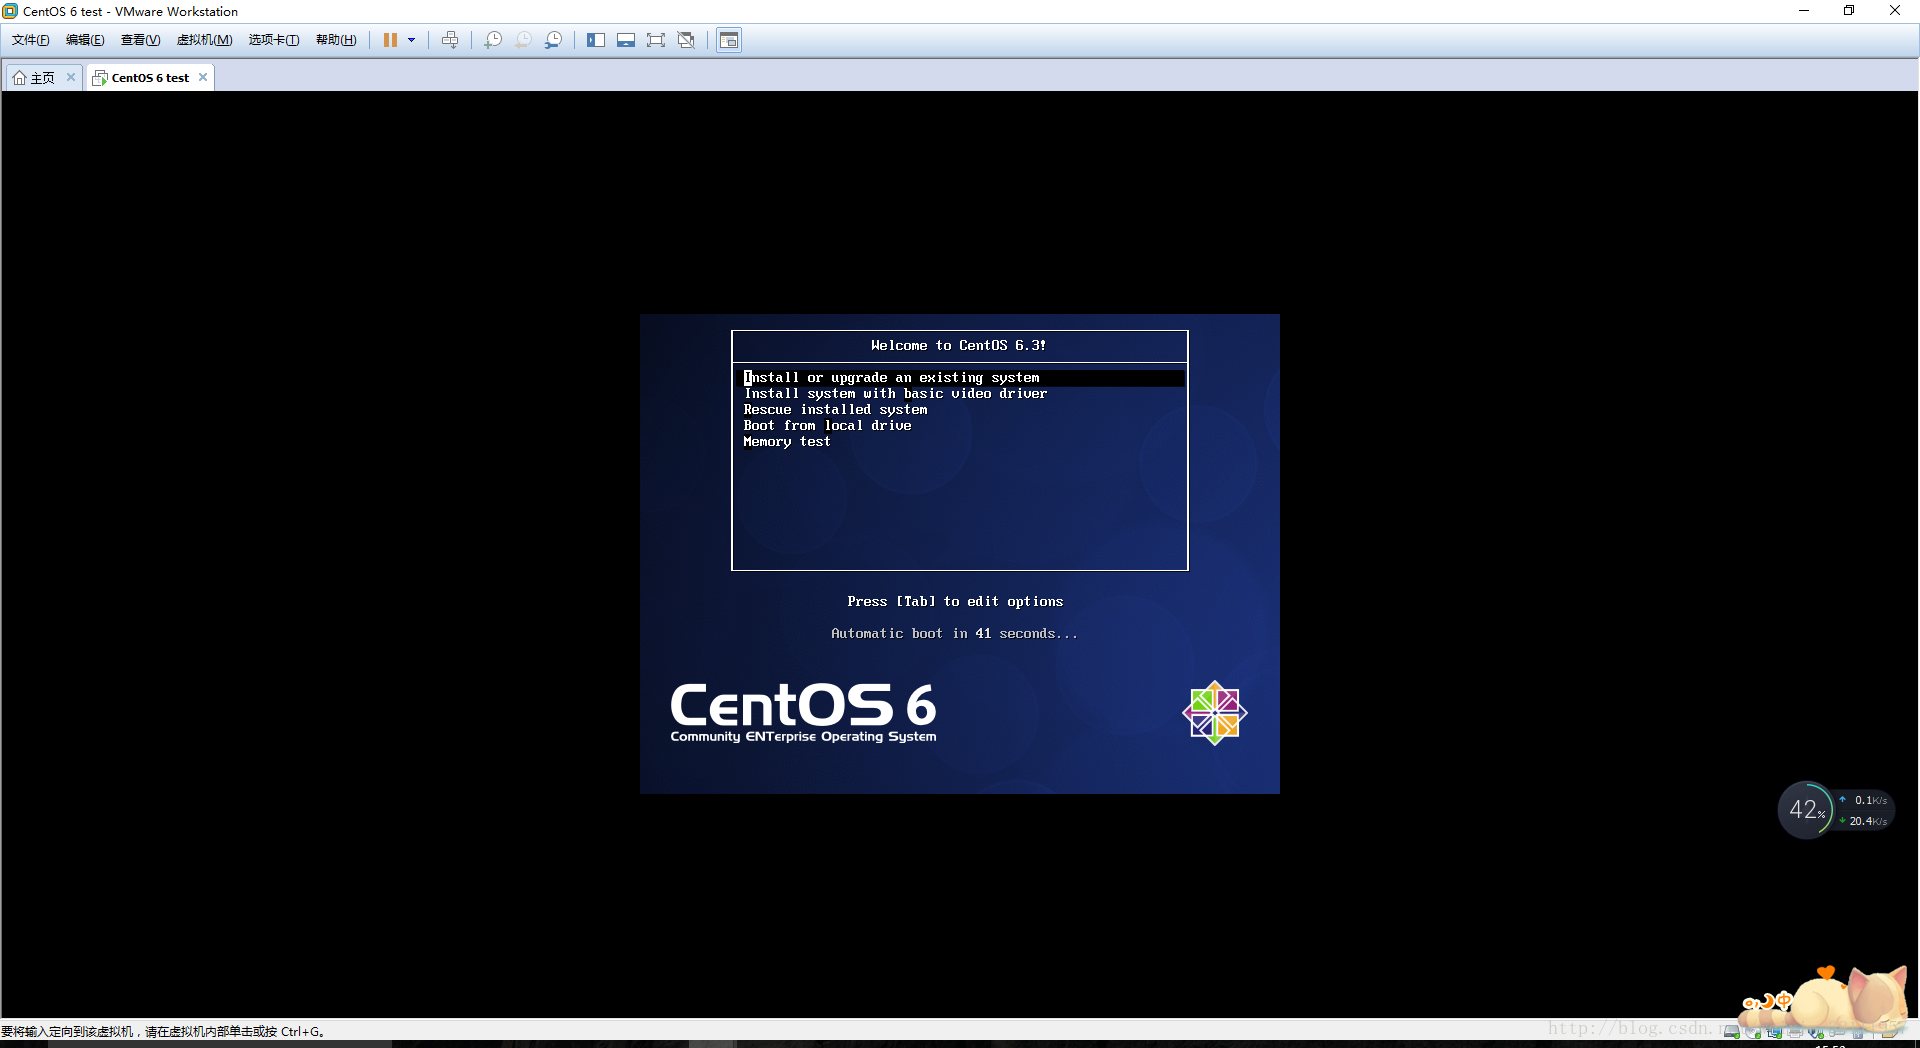 CentOS 6 test - VMware Workstation
文件(F) 编辑(E) 查看(V) 虚拟机(M) 选项卡(T) 帮助(H)
主页 CentOS 6 test
Welcome to CentOS 6.3!
Install or upgrade an existing system
Install system with basic video driver
Rescue installed system
Boot from local drive
Memory test
Press [Tab] to edit options
Automatic boot in 41 seconds...
CentOS 6
Community ENTerprise Operating System
42%
0.1K/s
20.4K/s
中
要将输入定向到该虚拟机，请在虚拟机内部单击或按 Ctrl+G。
http://blog.csdn.